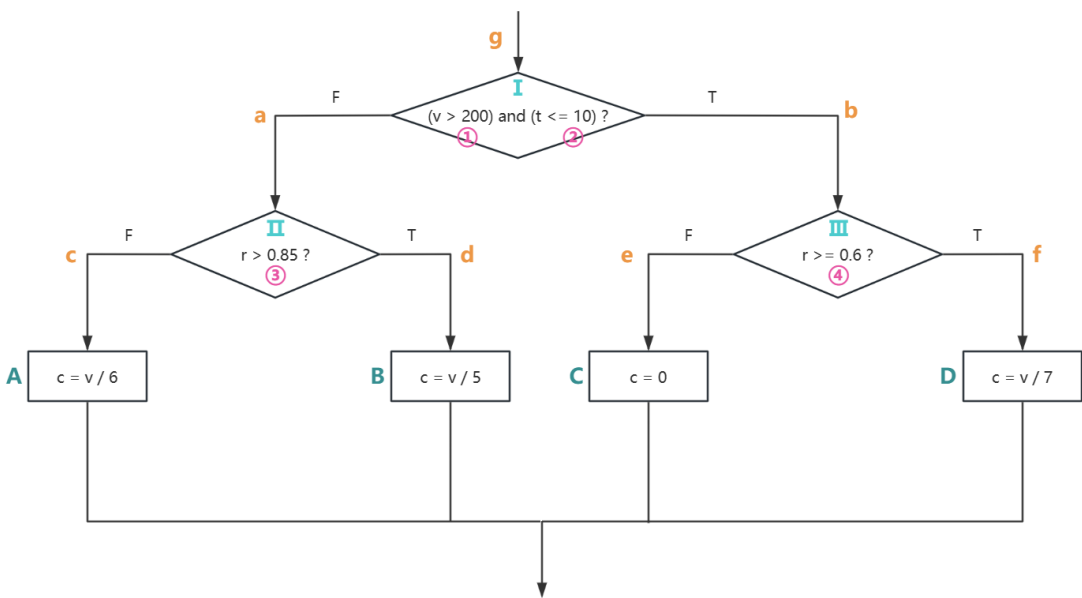 g
I
F
T
a
(v > 200) and (t <= 10) ?
b
① ②
II
III
F
T
F
T
c
r > 0.85 ?
d
e
r >= 0.6 ?
f
③
④
A
c = v / 6
B
c = v / 5
C
c = 0
D
c = v / 7